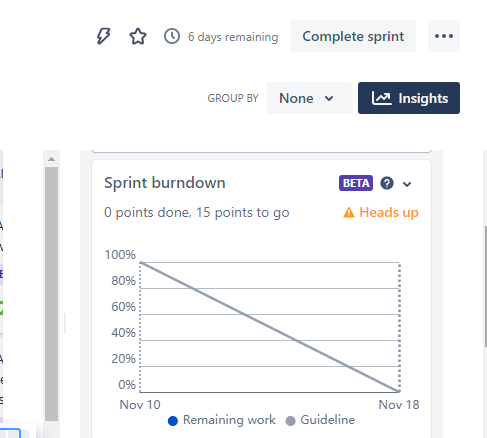 6 days remaining
Complete sprint
GROUP BY
None
Insights
Sprint burndown
BETA
?
0 points done, 15 points to go
Heads up
100%
80%
60%
40%
20%
0%
Nov 10
Nov 18
Remaining work
Guideline